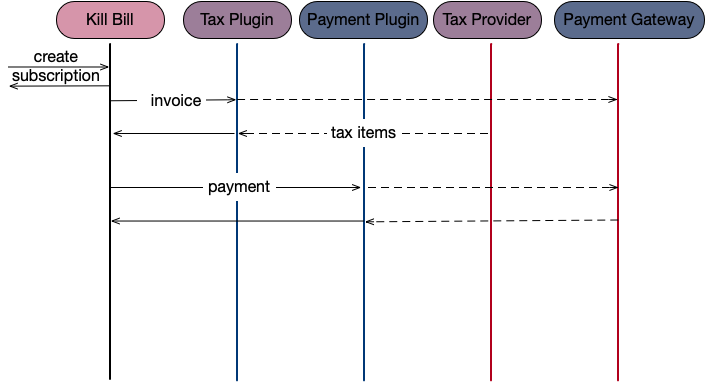 Kill Bill
Tax Plugin
Payment Plugin
Tax Provider
Payment Gateway
create
subscription
invoice
tax items
payment